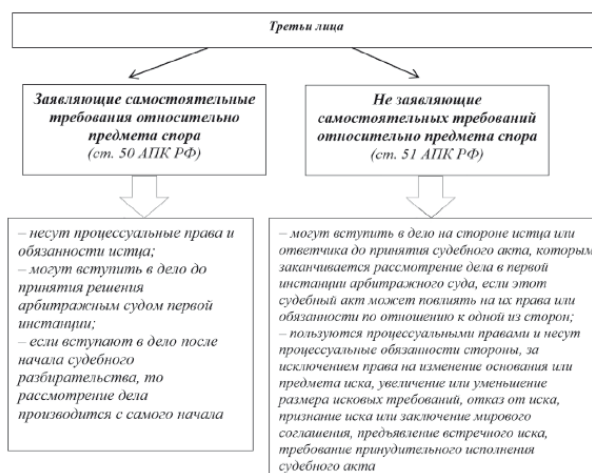 Третьи лица
Заявляющие самостоятельные
требования относительно
предмета спора
(ст. 50 АПК РФ)
Не заявляющие
самостоятельных требований
относительно предмета спора
(ст. 51 АПК РФ)
– несут процессуальные права и
обязанности истца;
– могут вступить в дело до
принятия решения
арбитражным судом первой
инстанции;
– если вступают в дело после
начала судебного
разбирательства, то
рассмотрение дела
производится с самого начала
– могут вступить в дело на стороне истца или
ответчика до принятия судебного акта, которым
заканчивается рассмотрение дела в первой
инстанции арбитражного суда, если этот
судебный акт может повлиять на их права или
обязанности по отношению к одной из сторон;
– пользуются процессуальными правами и несут
процессуальные обязанности стороны, за
исключением права на изменение основания или
предмета иска, увеличение или уменьшение
размера исковых требований, отказ от иска,
признание иска или заключение мирового
соглашения, предъявление встречного иска,
требование принудительного исполнения
судебного акта